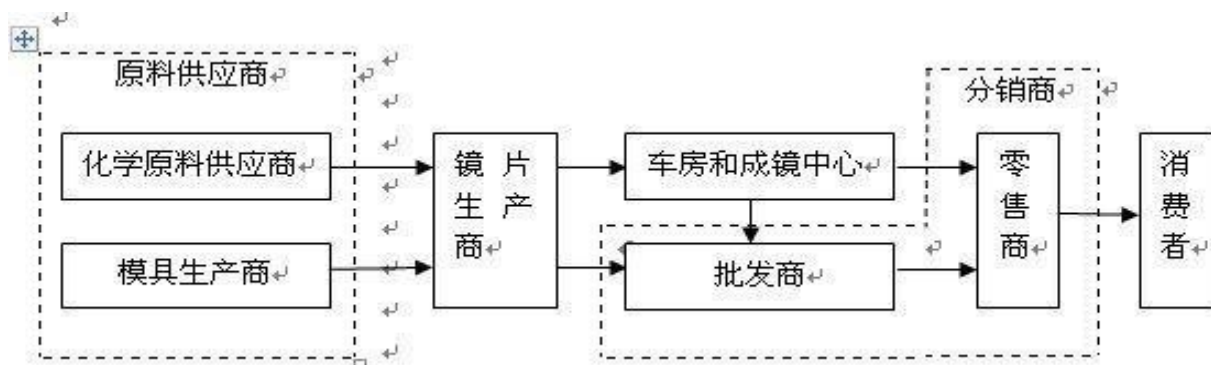 原料供应商
分销商
化学原料供应商
镜片
生产
商
车房和成镜中心
零
售
商
消
费
者
模具生产商
批发商